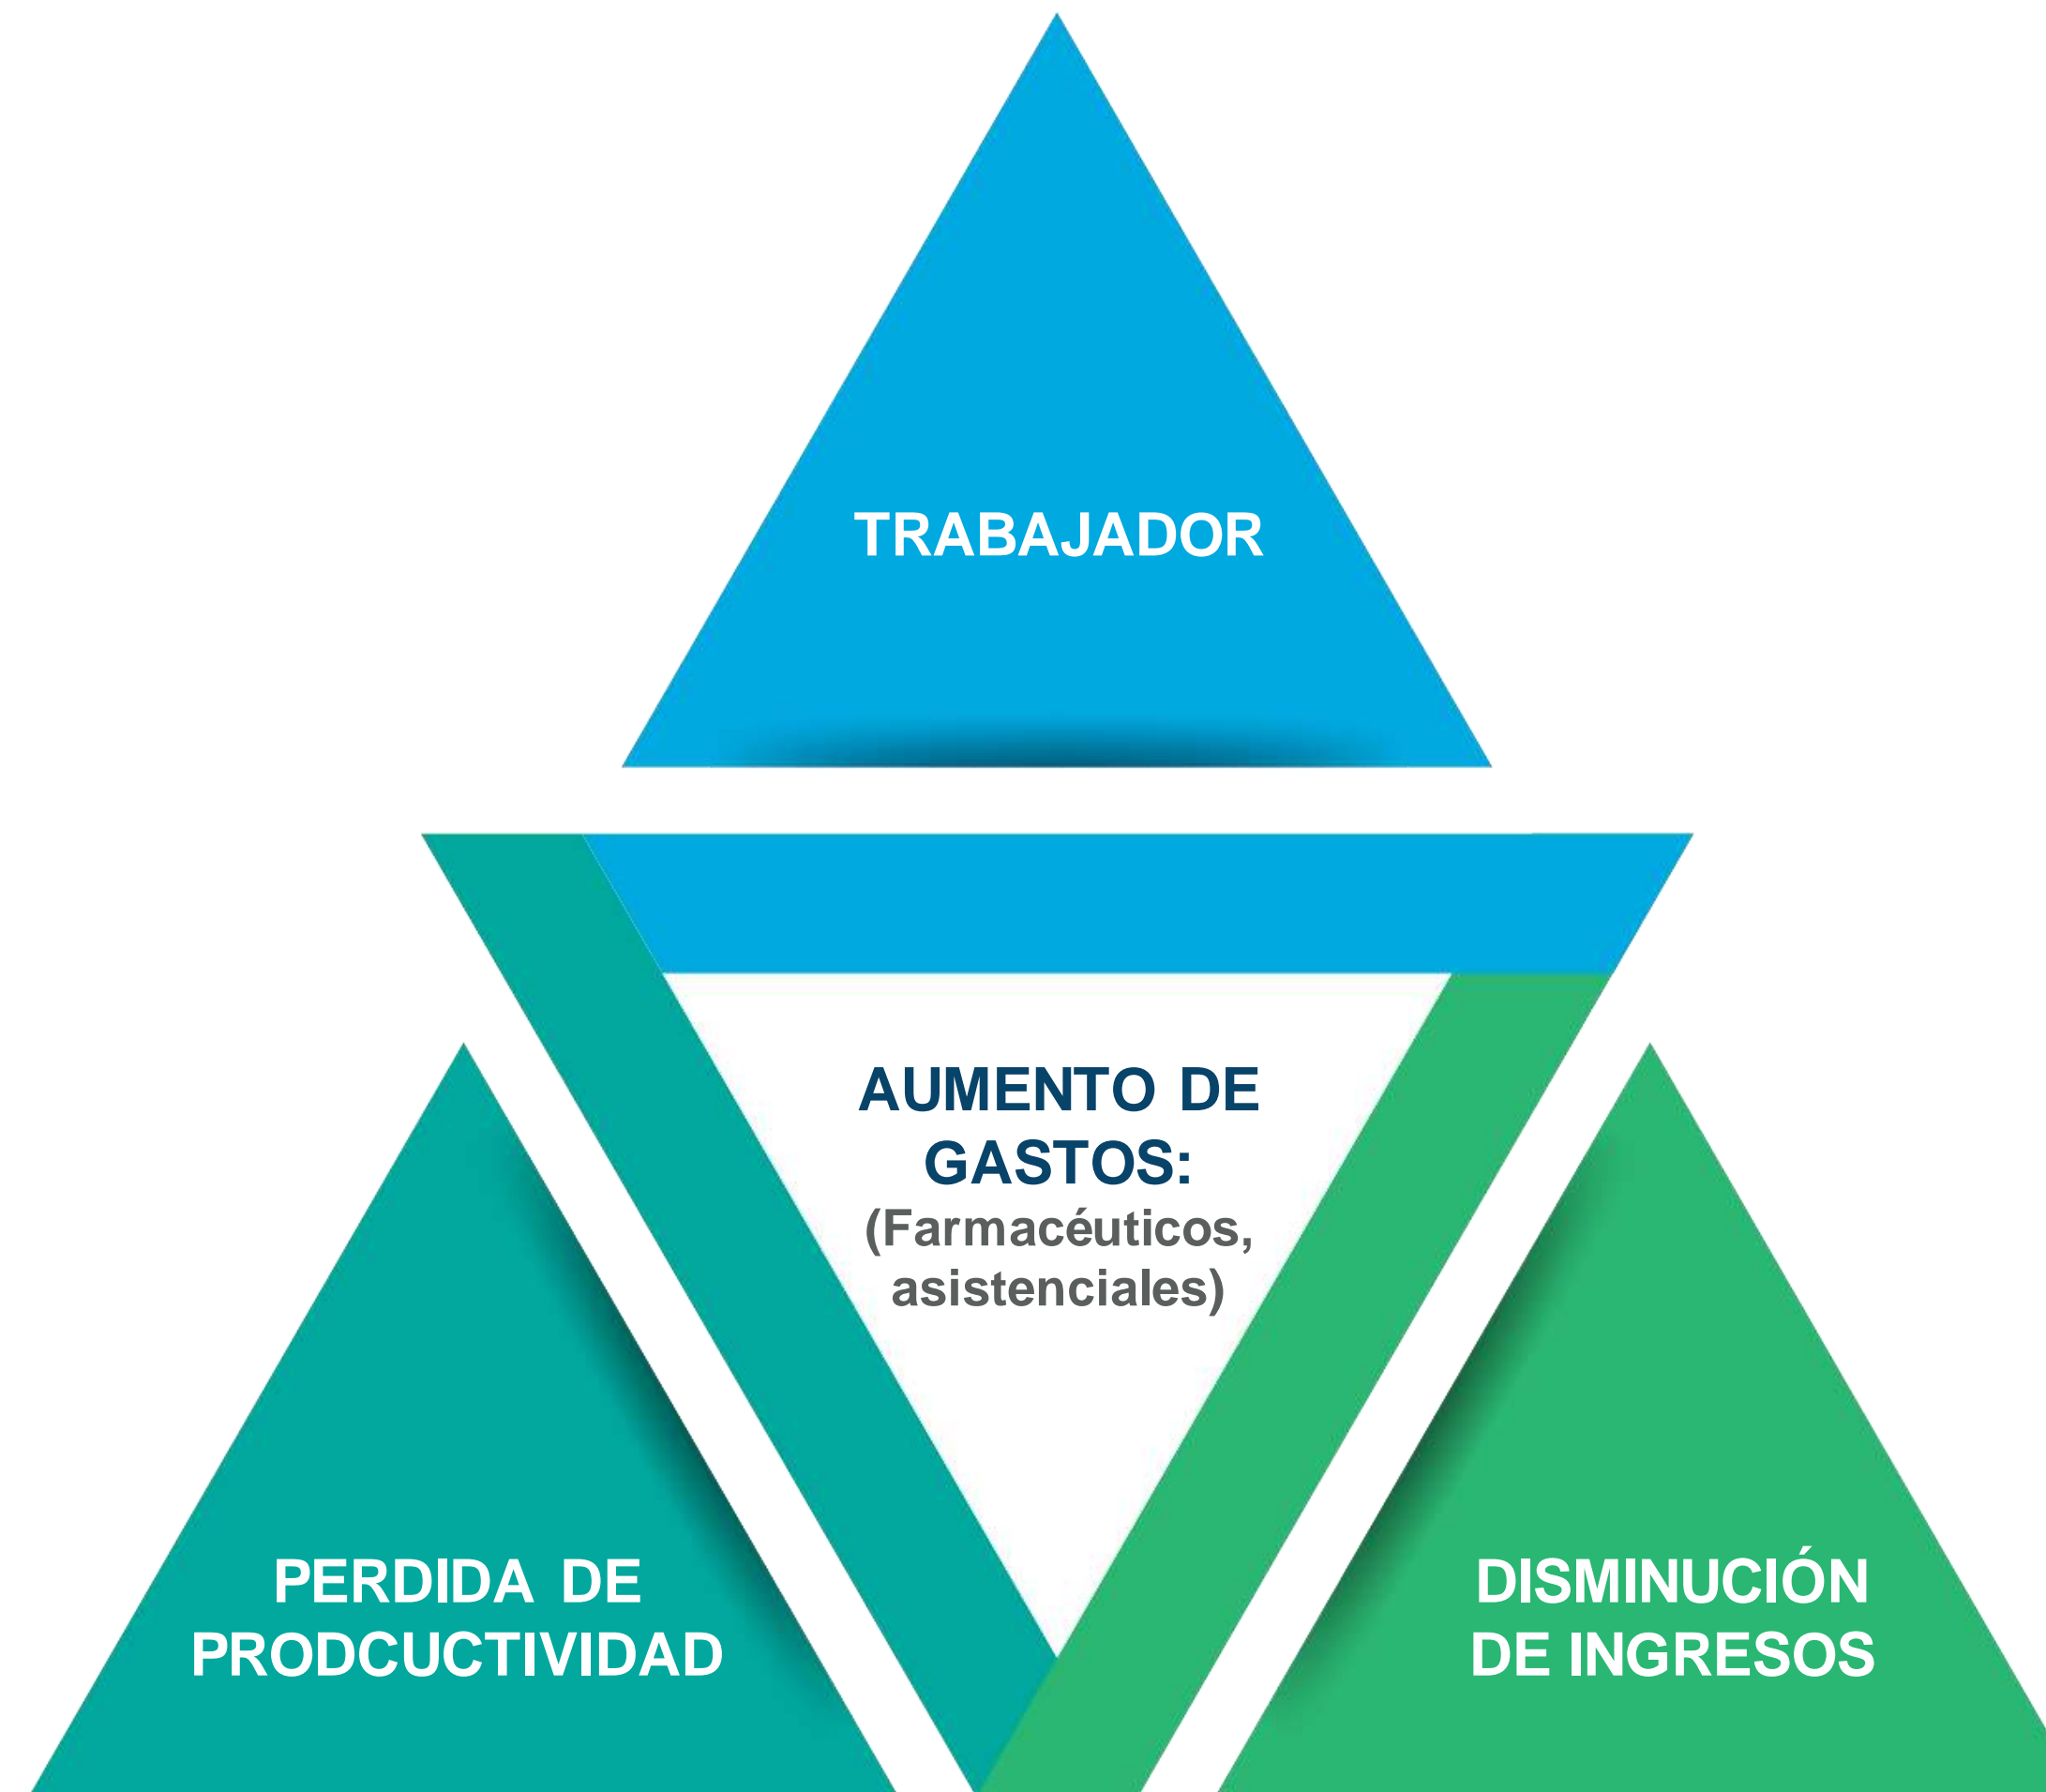 TRABAJADOR
AUMENTO DE
GASTOS:
(Farmacéuticos,
asistenciales)
PERDIDA DE
PRODCUCTIVIDAD
DISMINUCIÓN
DE INGRESOS